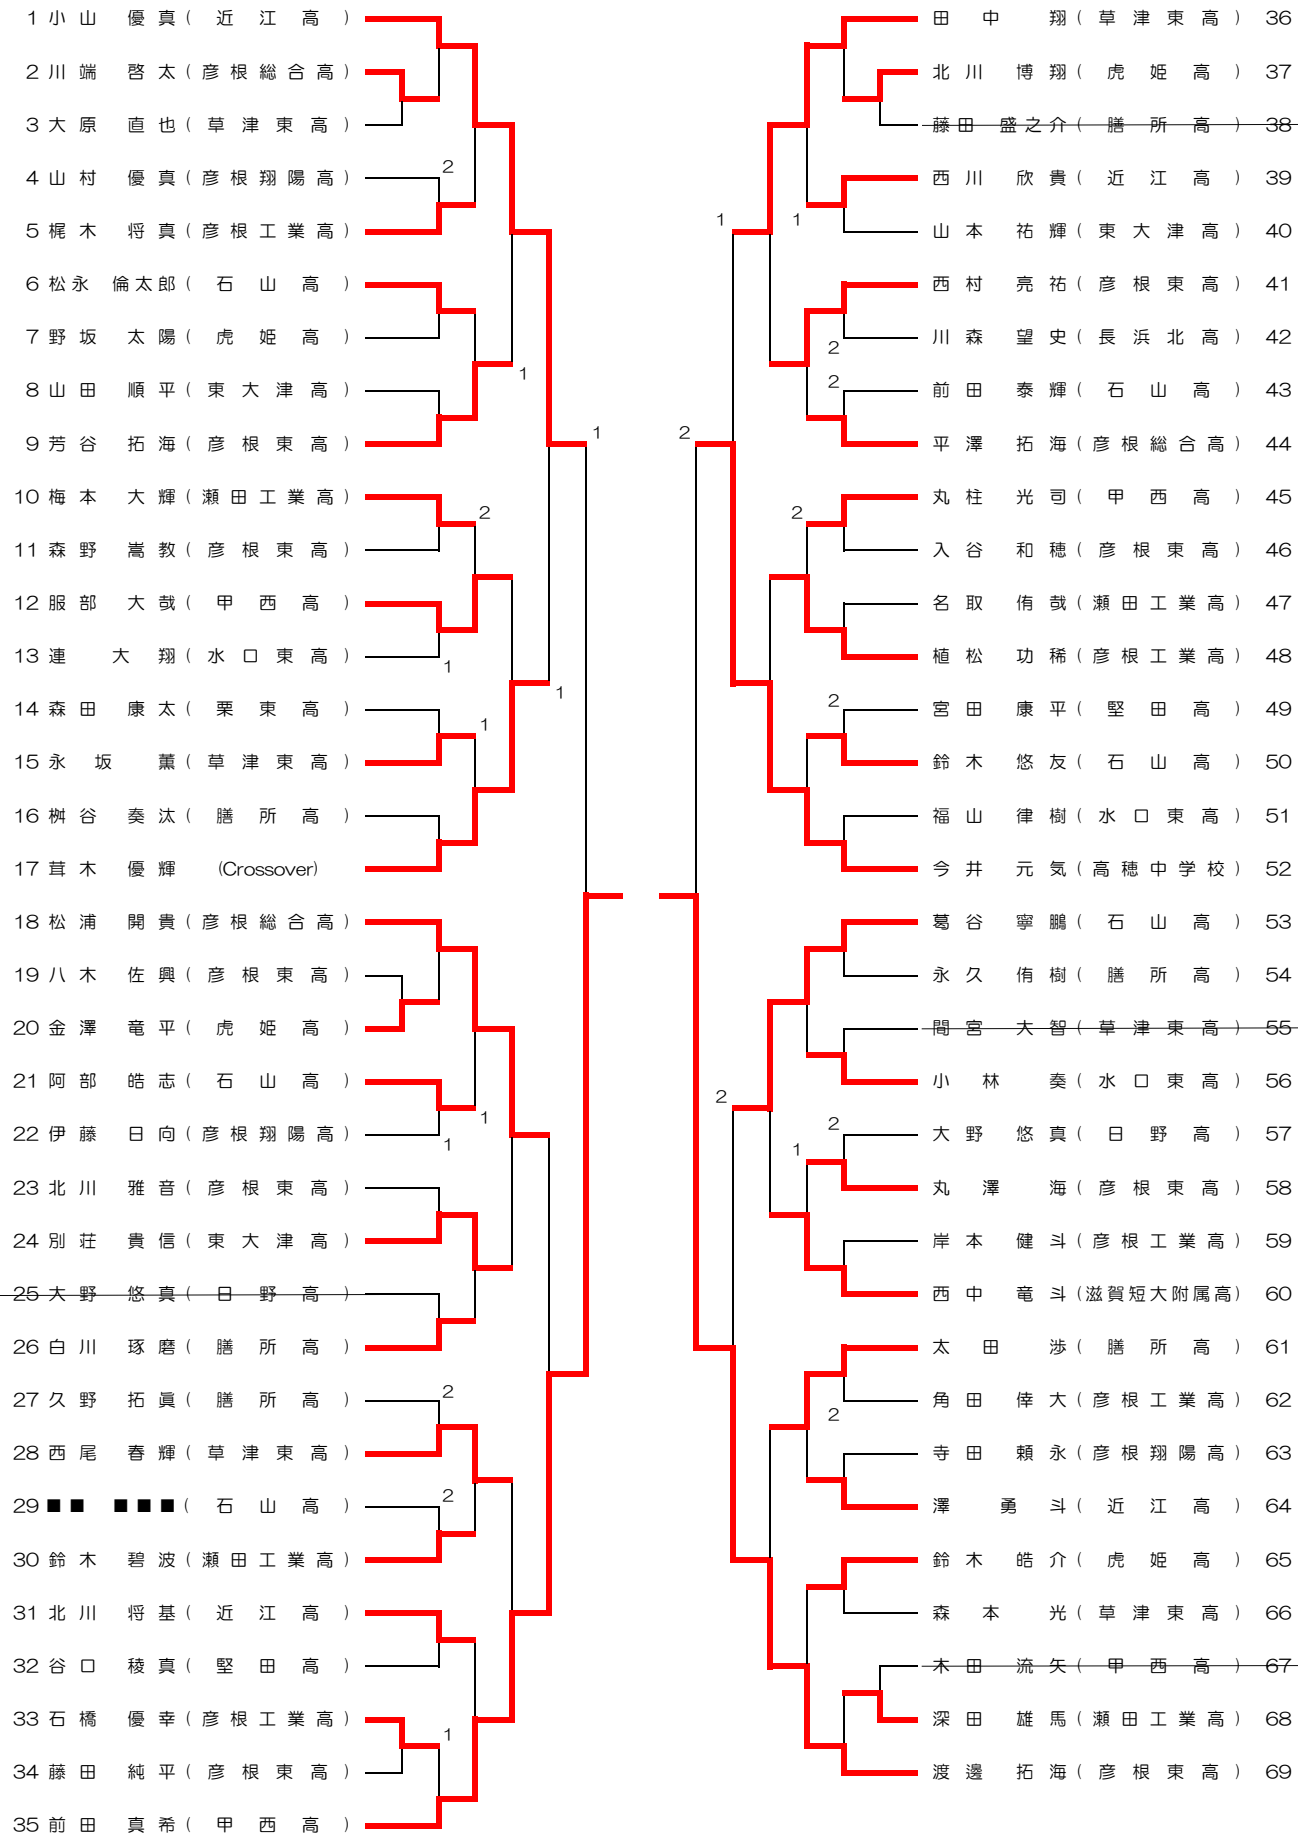 1 小山 優真 ( 近江高 )
2 川端 啓太 ( 彦根総合高 )
3 大原 直也 ( 草津東高 )
2
4 山村 優真 ( 彦根翔陽高 )
5 梶木 将真 ( 彦根工業高 )
6 松永 倫太郎 ( 石山高 )
7 野坂 太陽 ( 虎姫高 )
1
8 山田 順平 ( 東大津高 )
9 芳谷 拓海 ( 彦根東高 )
1
10 梅本 大輝 ( 瀬田工業高 )
2
11 森野 嵩教 ( 彦根東高 )
12 服部 大哉 ( 甲西高 )
13 連 大翔 ( 水口東高 )
1
1
14 森田 康太 ( 栗東高 )
1
15 永坂 薫 ( 草津東高 )
16 桝谷 奏汰 ( 膳所高 )
17 茸木 優輝 (Crossover)
18 松浦 開貴 ( 彦根総合高 )
19 八木 佐興 ( 彦根東高 )
20 金澤 竜平 ( 虎姫高 )
21 阿部 皓志 ( 石山高 )
1
22 伊藤 日向 ( 彦根翔陽高 )
1
23 北川 雅音 ( 彦根東高 )
24 別荘 貴信 ( 東大津高 )
25 大野 悠真 ( 日野高 )
26 白川 琢磨 ( 膳所高 )
2
27 久野 拓眞 ( 膳所高 )
28 西尾 春輝 ( 草津東高 )
2
29 ■■ ■■■ ( 石山高 )
30 鈴木 碧波 ( 瀬田工業高 )
31 北川 将基 ( 近江高 )
32 谷口 稜真 ( 堅田高 )
33 石橋 優幸 ( 彦根工業高 )
1
34 藤田 純平 ( 彦根東高 )
35 前田 真希 ( 甲西高 )
田中 翔 ( 草津東高 ) 36
北川 博翔 ( 虎姫高 ) 37
藤田 盛之介 ( 膳所高 ) 38
西川 欣貴 ( 近江高 ) 39
1
1
山本 祐輝 ( 東大津高 ) 40
西村 亮祐 ( 彦根東高 ) 41
川森 望史 ( 長浜北高 ) 42
2
2
前田 泰輝 ( 石山高 ) 43
2
平澤 拓海 ( 彦根総合高 ) 44
丸柱 光司 ( 甲西高 ) 45
2
入谷 和穂 ( 彦根東高 ) 46
名取 侑哉 ( 瀬田工業高 ) 47
植松 功稀 ( 彦根工業高 ) 48
2
宮田 康平 ( 堅田高 ) 49
鈴木 悠友 ( 石山高 ) 50
福山 律樹 ( 水口東高 ) 51
今井 元気 ( 高穂中学校 ) 52
葛谷 寧鵬 ( 石山高 ) 53
永久 侑樹 ( 膳所高 ) 54
間宮 大智 ( 草津東高 ) 55
小林 奏 ( 水口東高 ) 56
2
2
大野 悠真 ( 日野高 ) 57
1
丸澤 海 ( 彦根東高 ) 58
岸本 健斗 ( 彦根工業高 ) 59
西中 竜斗 ( 滋賀短大附属高 ) 60
太田 渉 ( 膳所高 ) 61
角田 倖大 ( 彦根工業高 ) 62
2
寺田 頼永 ( 彦根翔陽高 ) 63
澤 勇斗 ( 近江高 ) 64
鈴木 皓介 ( 虎姫高 ) 65
森本 光 ( 草津東高 ) 66
木田 流矢 ( 甲西高 ) 67
深田 雄馬 ( 瀬田工業高 ) 68
渡邊 拓海 ( 彦根東高 ) 69